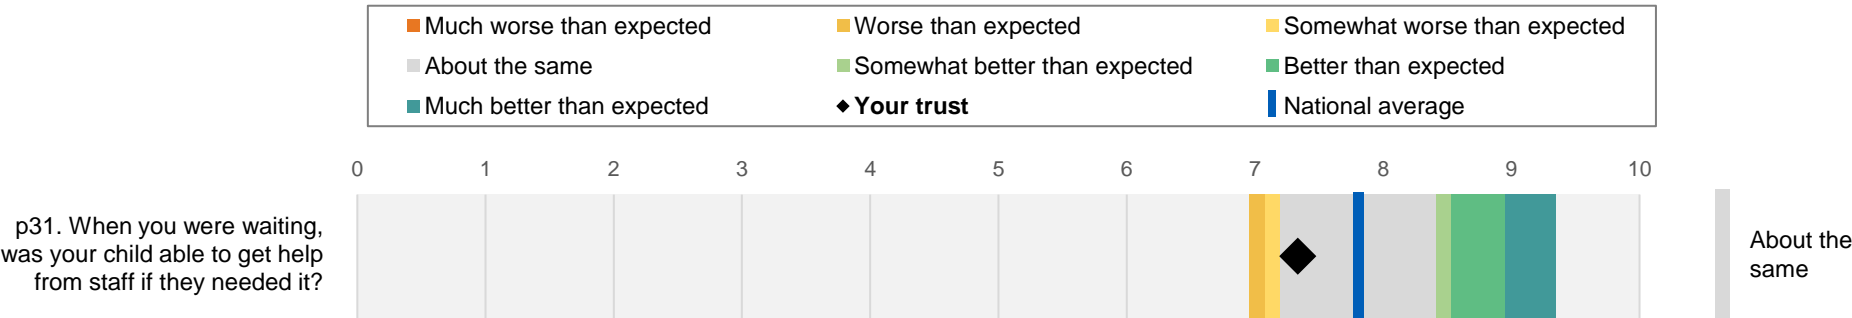 Much worse than expected
Worse than expected
Somewhat worse than expected
About the same
Somewhat better than expected
Better than expected
Much better than expected
Your trust
National average
0 1 2 3 4 5 6 7 8 9 10
p31. When you were waiting,
was your child able to get help
from staff if they needed it?
About the
same